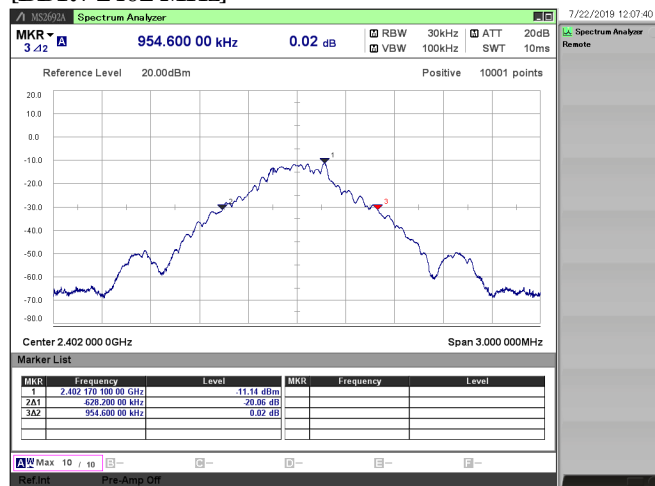 7/22/2019 12:07:40
MS2692A Spectrum Analyzer
MKR 3Δ2 A 954.600 00 kHz 0.02 dB
RBW 30kHz ATT 20dB
VBW 100kHz SWT 10ms
Spectrum Analyzer
Remote
Reference Level 20.00dBm Positive 10001 points
20.0
10.0
0.0
-10.0
-20.0
-30.0
-40.0
-50.0
-60.0
-70.0
-80.0
1
2
3
Center 2.402 000 0GHz Span 3.000 000MHz
Marker List
MKR Frequency Level MKR Frequency Level
1 2.402 170 100 00 GHz -11.14 dBm
2Δ1 -628.200 00 kHz -20.06 dB
3Δ2 954.600 00 kHz 0.02 dB
A W Max 10 / 10 B-- C-- D-- E-- F--
Ref.Int Pre-Amp Off